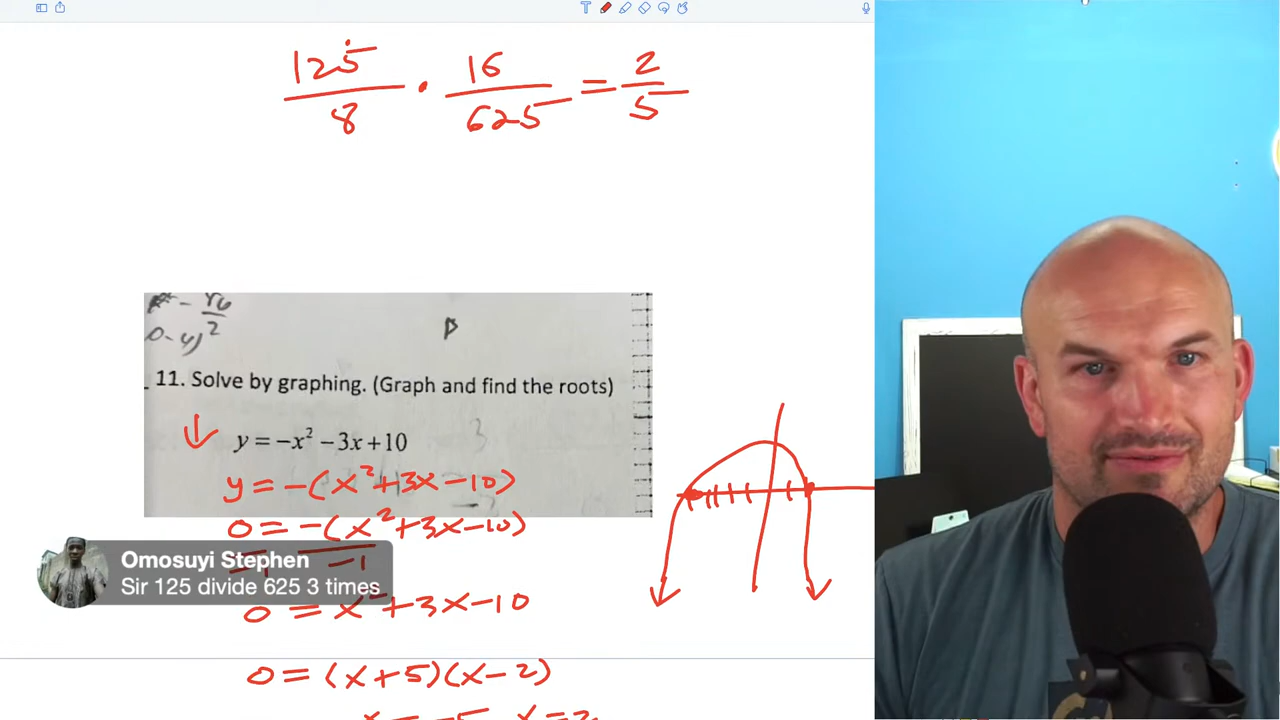 125/8 · 16/625 = 2/5
11. Solve by graphing. (Graph and find the roots)
y = −x² − 3x + 10
y = −(x² + 3x − 10)
0 = −(x² + 3x − 10)
−1 −1
Omosuyi Stephen
Sir 125 divide 625 3 times
0 = x² + 3x − 10
0 = (x + 5)(x − 2)
x = −5 x = 2